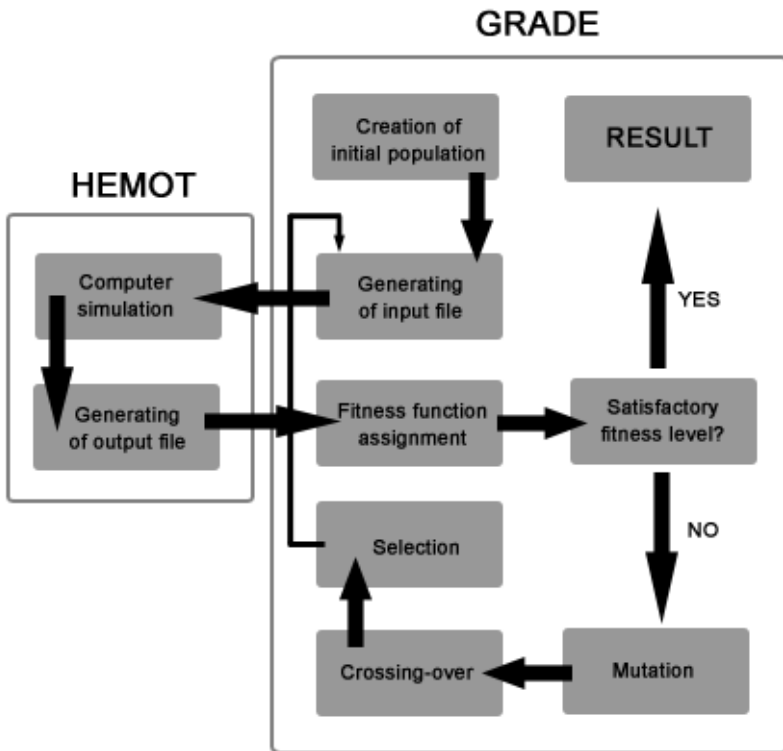 GRADE
Creation of
initial population
RESULT
HEMOT
Computer
simulation
Generating
of input file
YES
Generating
of output file
Fitness function
assignment
Satisfactory
fitness level?
Selection
NO
Crossing-over
Mutation